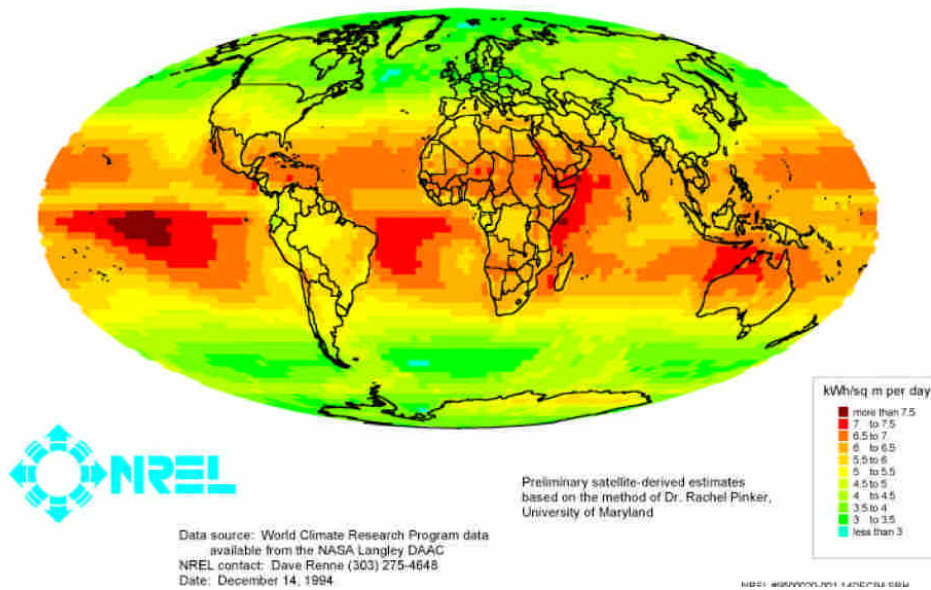 kWh/sq m per day
more than 7.5
7 to 7.5
6.5 to 7
6 to 6.5
5.5 to 6
5 to 5.5
4.5 to 5
4 to 4.5
3.5 to 4
3 to 3.5
less than 3
NREL
Preliminary satellite-derived estimates
based on the method of Dr. Rachel Pinker,
University of Maryland
Data source: World Climate Research Program data
available from the NASA Langley DAAC
NREL contact: Dave Renne (303) 275-4648
Date: December 14, 1994
NREL